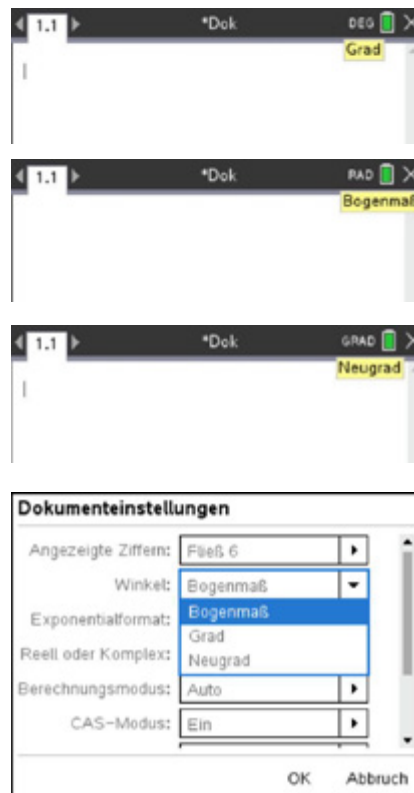 1.1 *Dok DEG
Grad
1.1 *Dok RAD
Bogenmaß
1.1 *Dok GRAD
Neugrad
Dokumenteinstellungen
Angezeigte Ziffern: Fließ 6
Winkel: Bogenmaß
Exponentialformat: Bogenmaß
Grad
Reell oder Komplex: Neugrad
Berechnungsmodus: Auto
CAS-Modus: Ein
OK Abbruch